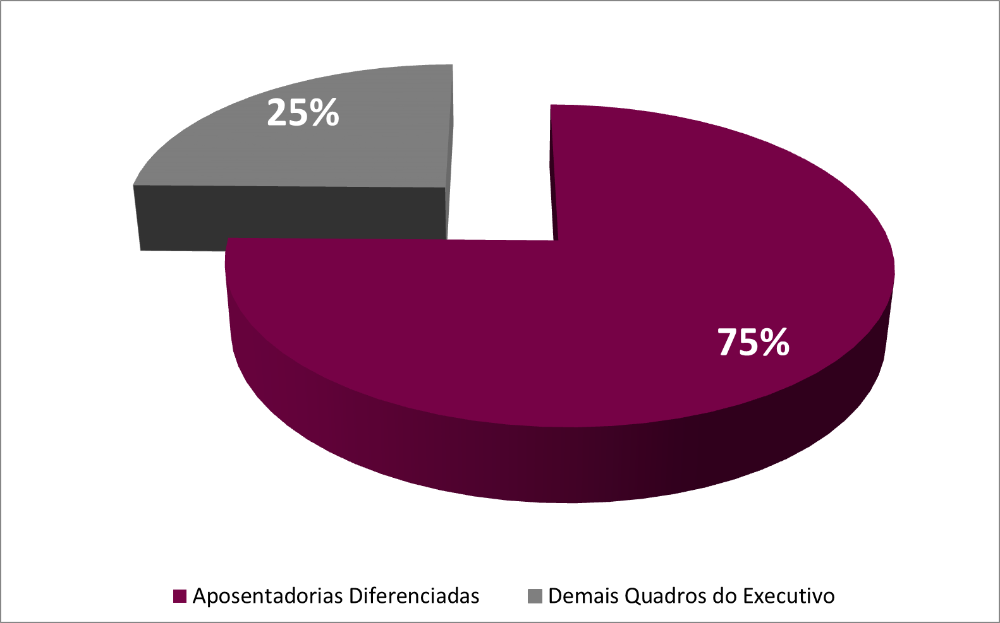 25%
75%
Aposentadorias Diferenciadas
Demais Quadros do Executivo